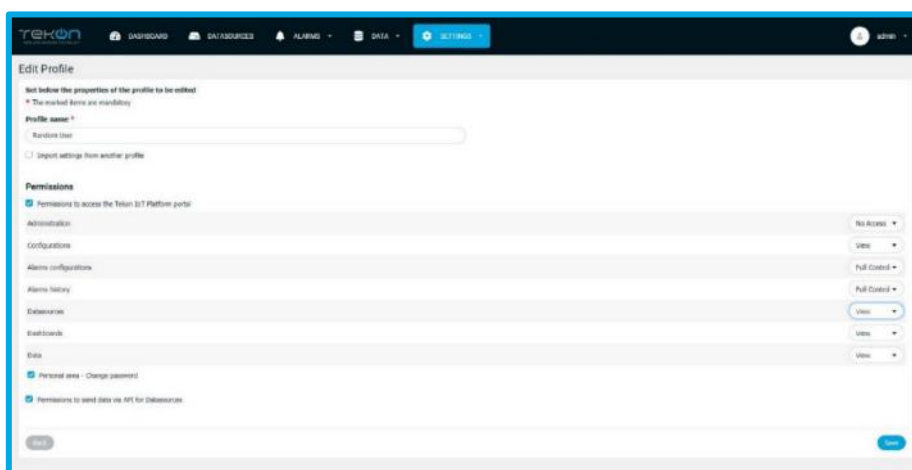 TEKON
DASHBOARD
DATASOURCES
ALARMS
DATA
SETTINGS
admin
Edit Profile
Set below the properties of the profile to be edited
* The marked items are mandatory
Profile name *
Random User
Import settings from another profile
Permissions
Permissions to access the Tekon IoT Platform portal
Administration No Access
Configurations View
Alarms configurations Full Control
Alarms history Full Control
Datasources View
Dashboards View
Data View
Personal area - Change password
Permissions to send data via API for Datasources
Back
Save